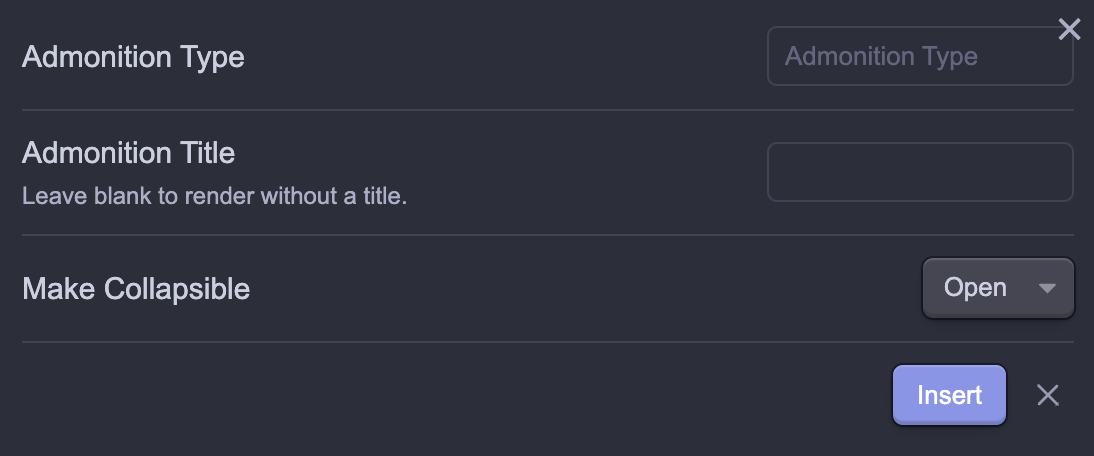 Admonition Type
Admonition Type
Admonition Title
Leave blank to render without a title.
Make Collapsible
Open
Insert